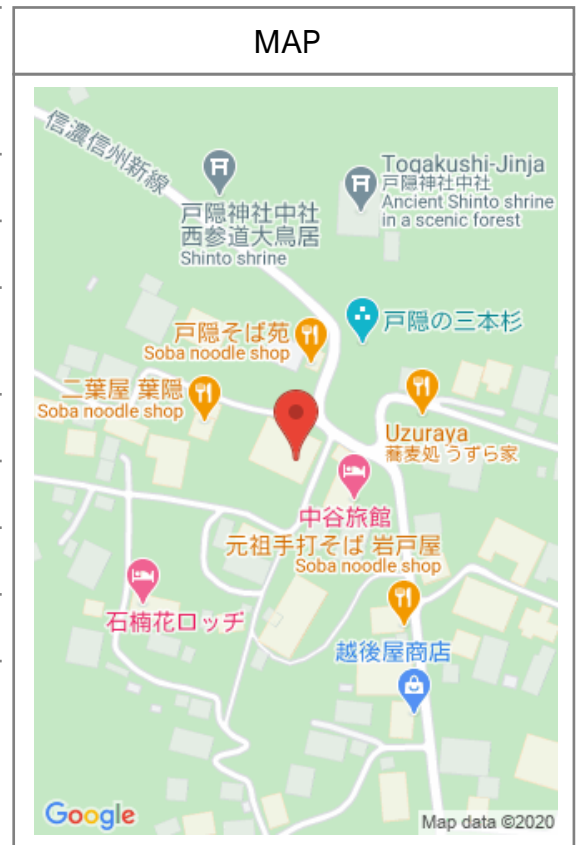 MAP
信濃信州新線
戸隠神社中社
西参道大鳥居
Shinto shrine
Togakushi-Jinja
戸隠神社中社
Ancient Shinto shrine
in a scenic forest
戸隠の三本杉
戸隠そば苑
Soba noodle shop
二葉屋 葉隠
Soba noodle shop
Uzuraya
蕎麦処 うずら家
中谷旅館
元祖手打そば 岩戸屋
Soba noodle shop
石楠花ロッヂ
越後屋商店
Google
Map data ©2020